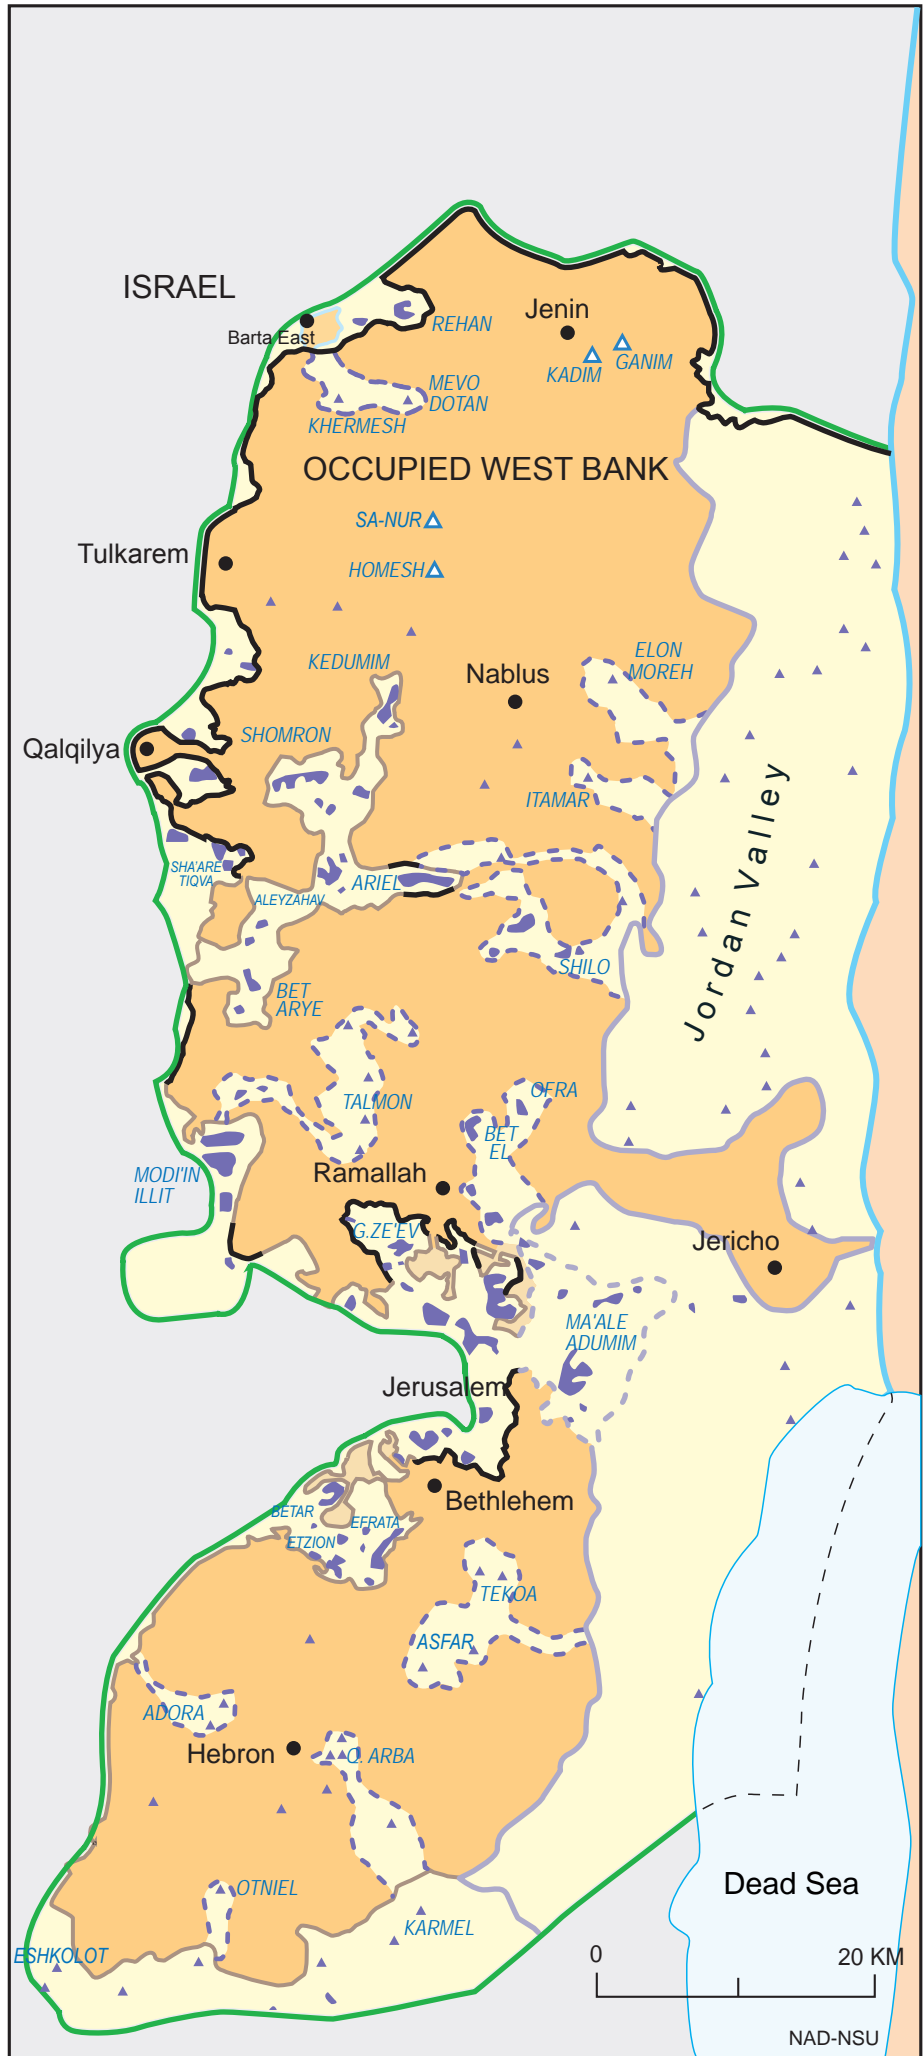 ISRAEL
Barta East
REHAN
Jenin
KADIM
GANIM
MEVO
DOTAN
KHERMESH
OCCUPIED WEST BANK
SA-NUR
Tulkarem
HOMESH
KEDUMIM
ELON
MOREH
Nablus
SHOMRON
Qalqilya
ITAMAR
Jordan Valley
SHA'ARE
TIQVA
ARIEL
ALEYZAHAV
SHILO
BET
ARYE
OFRA
TALMON
BET
EL
MODI'IN
ILLIT
Ramallah
G.ZE'EV
Jericho
MA'ALE
ADUMIM
Jerusalem
Bethlehem
BETAR
EFRATA
ETZION
TEKOA
ASFAR
ADORA
Hebron
Q. ARBA
Dead Sea
OTNIEL
KARMEL
ESHKOLOT
0
20 KM
NAD-NSU